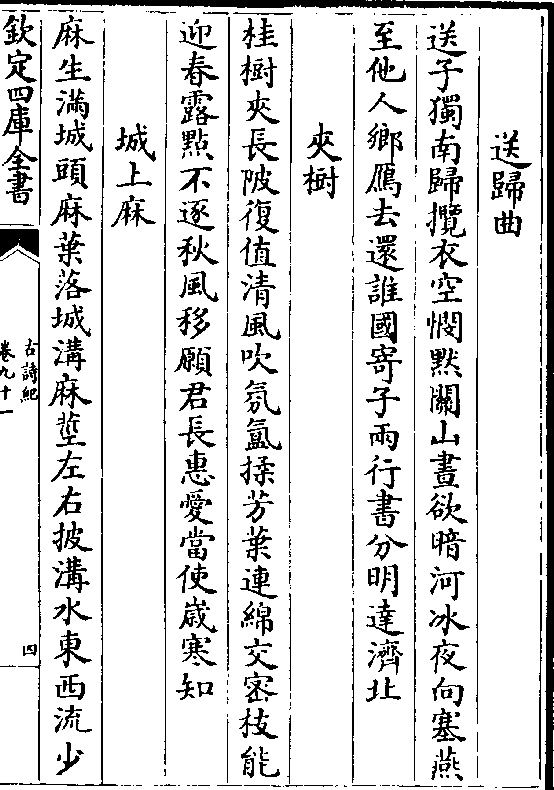 送歸曲
送子獨南歸攬衣空憫默關山晝欲暗河冰夜向塞燕
至他人鄉鴈去還誰國寄子兩行書分明達濟北
夾樹
桂樹夾長陂復值清風吹氛氳揉芳葉連綿交密枝能
迎春露點不逐秋風移願君長惠愛當使嵗寒知
城上麻
麻生滿城頭麻葉落城溝麻莖左右披溝水東西流少
欽定四庫全書
古詩紀
卷九十一
四